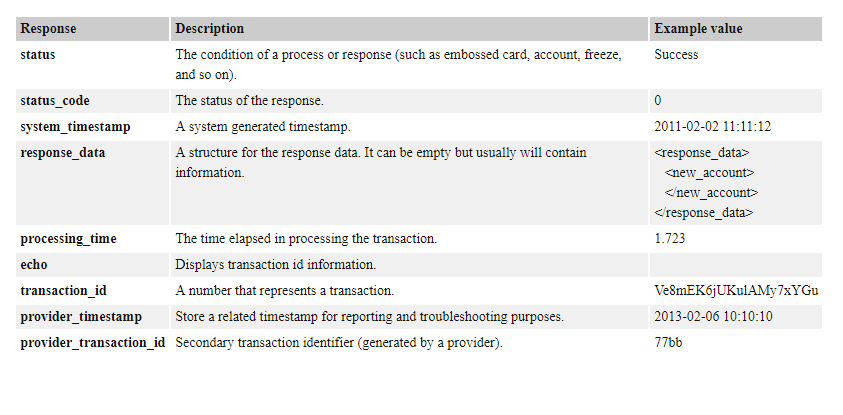 Response Description Example value
status The condition of a process or response (such as embossed card, account, freeze, Success
and so on).
status_code The status of the response. 0
system_timestamp A system generated timestamp. 2011-02-02 11:11:12
response_data A structure for the response data. It can be empty but usually will contain <response_data>
information. <new_account>
</new_account>
</response_data>
processing_time The time elapsed in processing the transaction. 1.723
echo Displays transaction id information.
transaction_id A number that represents a transaction. Ve8mEK6jUKulAMy7xYGu
provider_timestamp Store a related timestamp for reporting and troubleshooting purposes. 2013-02-06 10:10:10
provider_transaction_id Secondary transaction identifier (generated by a provider). 77bb